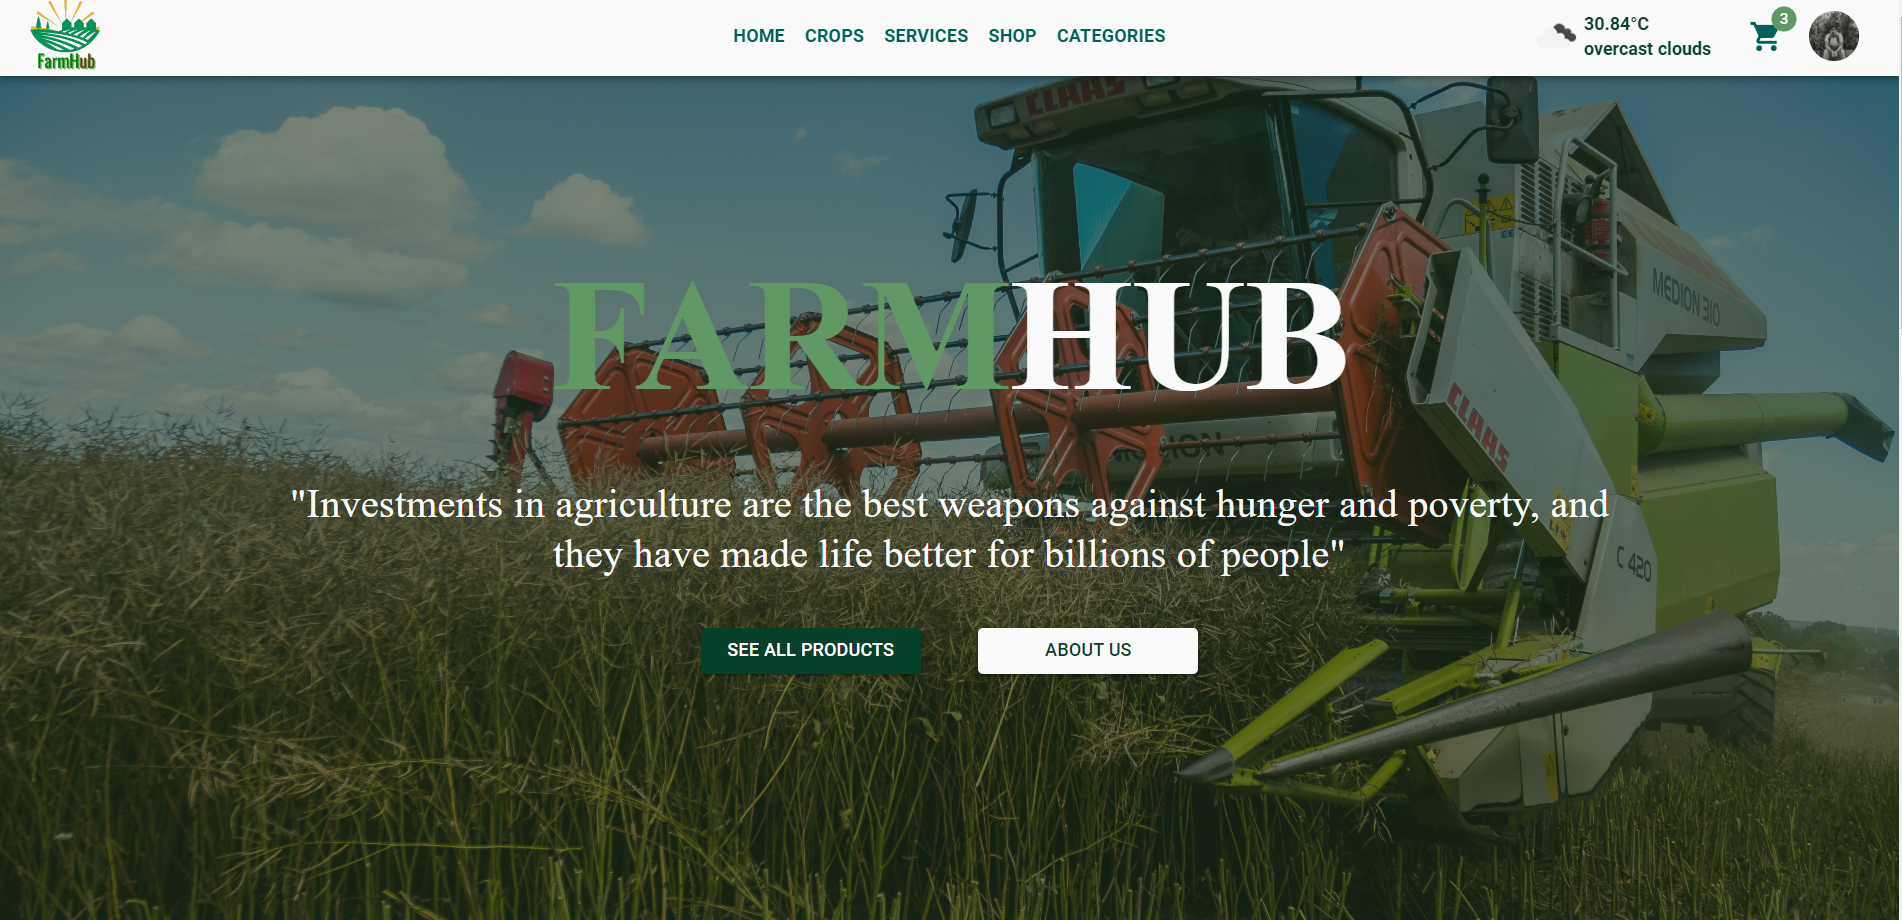 FarmHub
HOME CROPS SERVICES SHOP CATEGORIES
30.84°C
overcast clouds
3
CLAAS
MEDION 310
FARMHUB
CLAAS
MEDION
"Investments in agriculture are the best weapons against hunger and poverty, and
they have made life better for billions of people"
C 420
SEE ALL PRODUCTS
ABOUT US